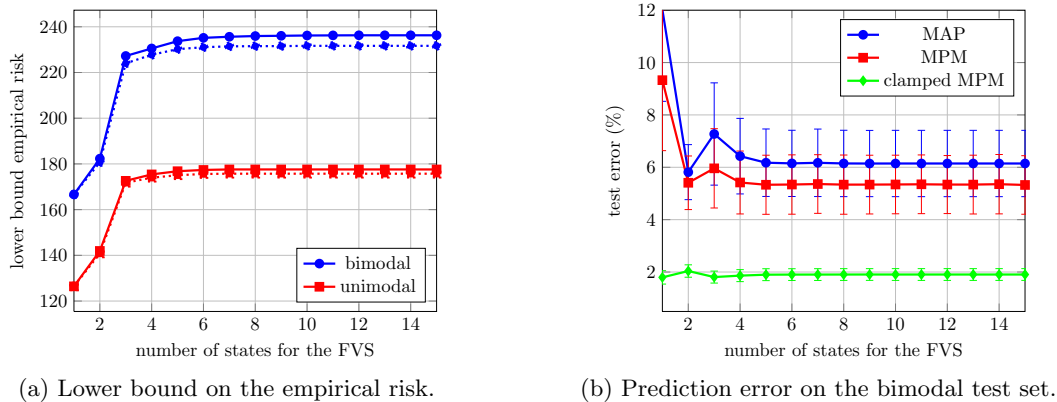 240
220
200
180
160
140
120
lower bound empirical risk
bimodal
unimodal
2 4 6 8 10 12 14
number of states for the FVS
(a) Lower bound on the empirical risk.
12
10
8
6
4
2
test error (%)
MAP
MPM
clamped MPM
2 4 6 8 10 12 14
number of states for the FVS
(b) Prediction error on the bimodal test set.